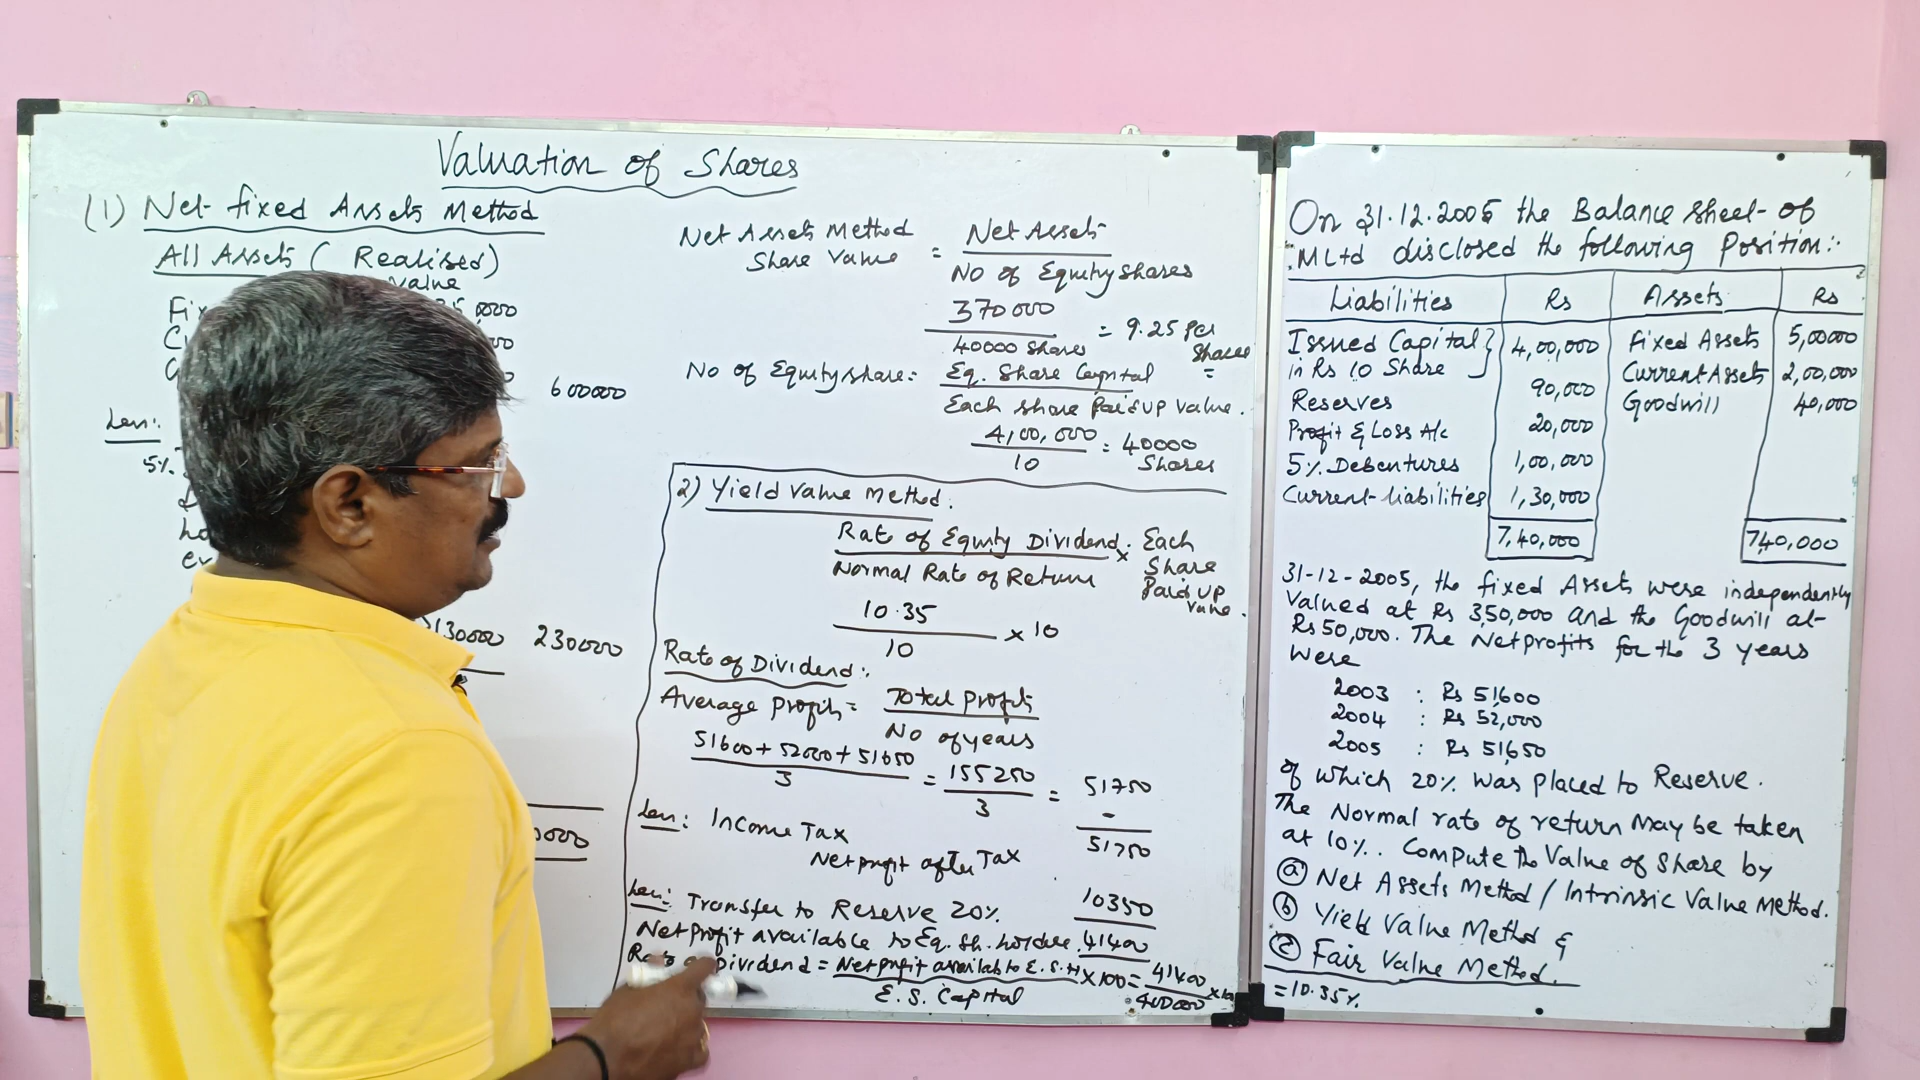 Valuation of Shares
(1) Net fixed Assets Method
All Assets ( Realised)
Value
Fix
0000
600000
Less:
5%
130000 230000
0000
Net Assets Method
Share Value
= Net Assets
No of Equity shares
370000
40000 shares
= 9.25 per
Shares
No of Equity share = Eq. Share Capital
Each share Paid up value.
4,00,000
10
= 40000
Shares
2) Yield Value Method:
Rate of Equity Dividend
Normal Rate of Return
× Each
Share
Paid up
Value.
10.35
10
× 10
Rate of Dividend:
Average Profits = Total Profits
No of years
51600 + 52000 + 51650
3
= 155250
3
= 51750
Less: Income Tax -
Net profit after Tax 51750
Less: Transfer to Reserve 20% 10350
Net profit available to Eq. Sh. holders. 41400
Dividend = Net profit available to E.S.H
E.S. Capital
×100 = 41400
400000
On 31.12.2005 the Balance sheet of
M Ltd disclosed the following Position:
Liabilities Rs Assets Rs
Issued Capital } 4,00,000 Fixed Assets 5,00000
in Rs 10 Share Current Assets 2,00,000
Reserves 90,000 Goodwill 40,000
Profit & Loss A/c 20,000
5% Debentures 1,00,000
Current liabilities 1,30,000
7,40,000 740,000
31-12-2005, the fixed Assets were independently
Valued at Rs 3,50,000 and the Goodwill at
Rs 50,000. The Net profits for the 3 years
were
2003 : Rs 51,600
2004 : Rs 52,000
2005 : Rs 51,650
of which 20% was placed to Reserve.
The Normal rate of return may be taken
at 10%. Compute the Value of share by
(a) Net Assets Method / Intrinsic Value Method.
(b) Yield Value Method &
(c) Fair Value Method.
= 10.35%